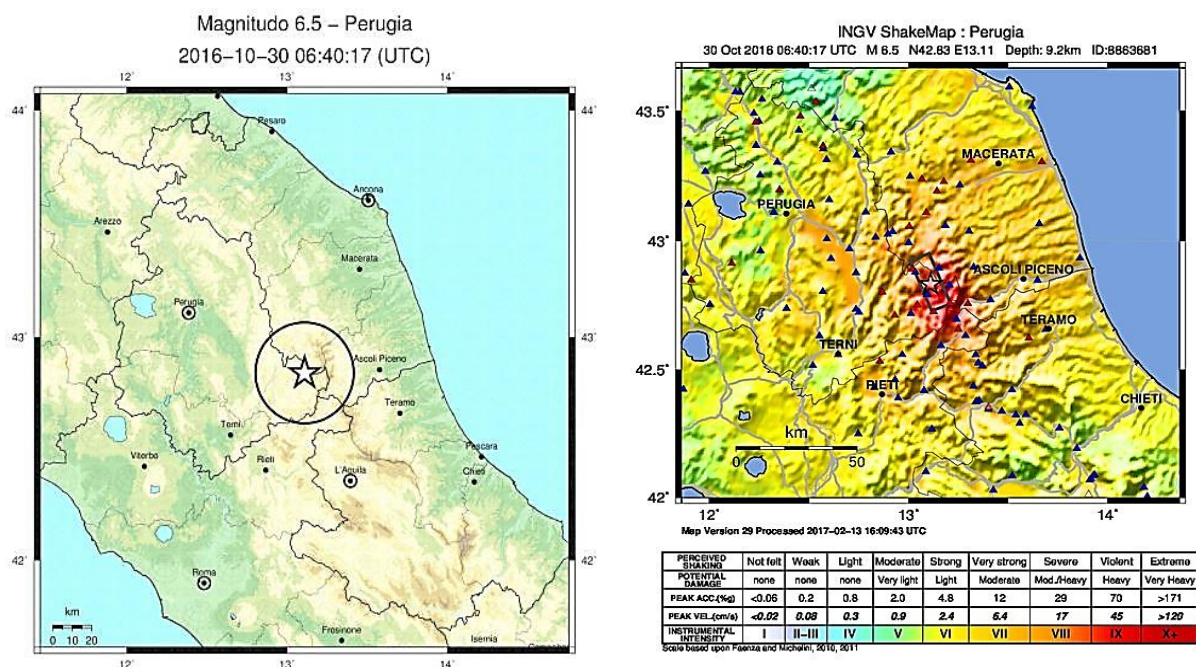 Magnitudo 6.5 – Perugia
2016–10–30 06:40:17 (UTC)
12˚ 13˚ 14˚
44˚ 44˚
Pesaro
Ancona
Arezzo
Macerata
Perugia
43˚ 43˚
Ascoli Piceno
Teramo
Terni
Pescara
Viterbo
Rieti
L'Aquila
Chieti
42˚ 42˚
Roma
km
0 10 20
Frosinone
Isernia
12˚ 13˚ 14˚
INGV ShakeMap : Perugia
30 Oct 2016 06:40:17 UTC M 6.5 N42.83 E13.11 Depth: 9.2km ID:8863681
43.5˚
MACERATA
PERUGIA
43˚
ASCOLI PICENO
TERAMO
TERNI
42.5˚
RIETI
CHIETI
km
0 50
42˚
12˚ 13˚ 14˚
Map Version 29 Processed 2017–02–13 16:09:43 UTC
PERCEIVED SHAKING Not felt Weak Light Moderate Strong Very strong Severe Violent Extreme
POTENTIAL DAMAGE none none none Very light Light Moderate Mod./Heavy Heavy Very Heavy
PEAK ACC.(%g) <0.06 0.2 0.8 2.0 4.8 12 29 70 >171
PEAK VEL.(cm/s) <0.02 0.08 0.3 0.9 2.4 6.4 17 45 >120
INSTRUMENTAL INTENSITY I II–III IV V VI VII VIII IX X+
Scale based upon Faenza and Michelini, 2010, 2011